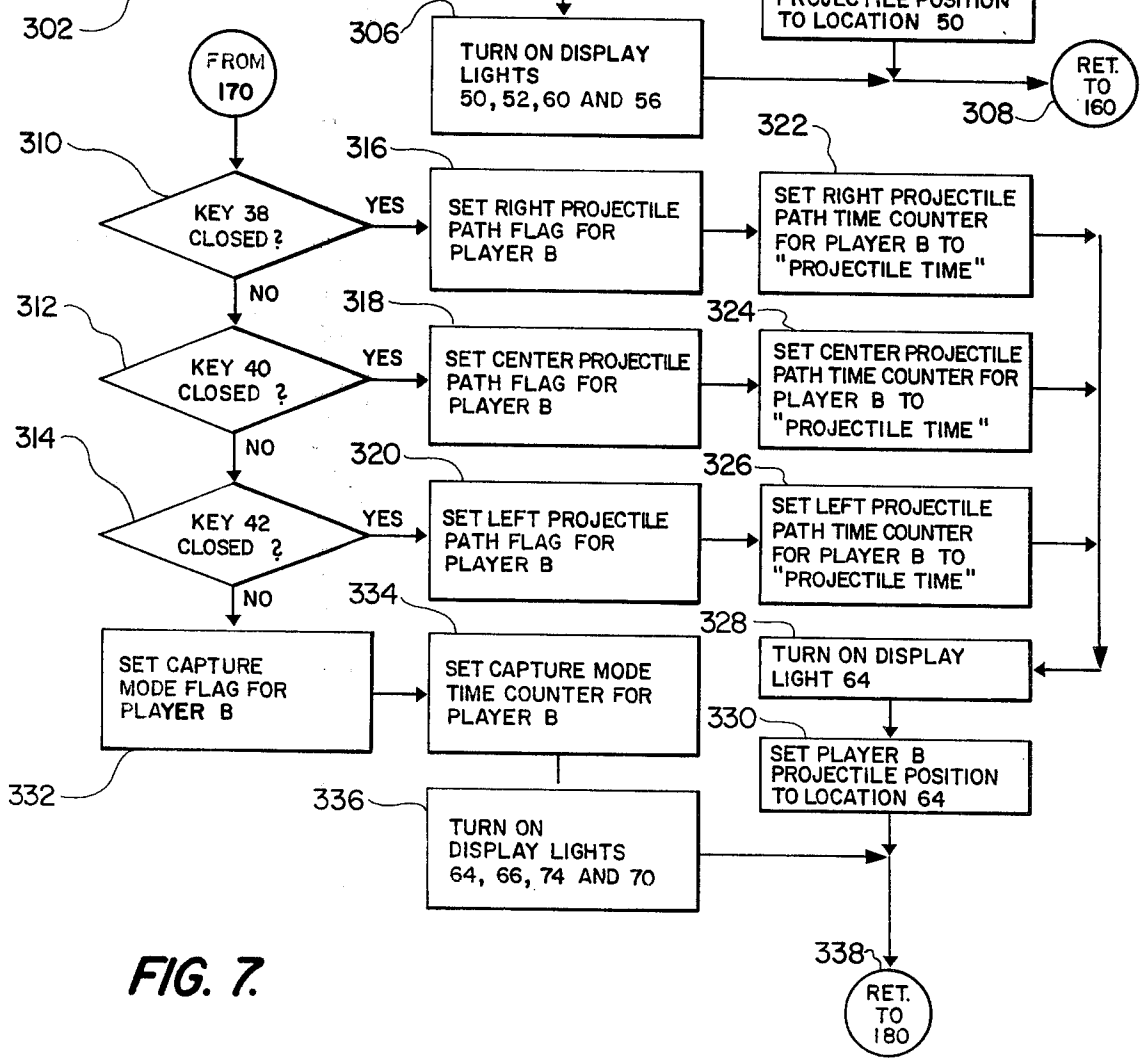 302
306
TURN ON DISPLAY
LIGHTS
50, 52, 60 AND 56
PROJECTILE POSITION
TO LOCATION 50
RET.
TO
160
308
FROM
170
310
KEY 38
CLOSED?
YES
NO
316
SET RIGHT PROJECTILE
PATH FLAG FOR
PLAYER B
322
SET RIGHT PROJECTILE
PATH TIME COUNTER
FOR PLAYER B TO
"PROJECTILE TIME"
312
KEY 40
CLOSED ?
YES
NO
318
SET CENTER PROJECTILE
PATH FLAG FOR
PLAYER B
324
SET CENTER PROJECTILE
PATH TIME COUNTER FOR
PLAYER B TO
"PROJECTILE TIME"
314
KEY 42
CLOSED ?
YES
NO
320
SET LEFT PROJECTILE
PATH FLAG FOR
PLAYER B
326
SET LEFT PROJECTILE
PATH TIME COUNTER
FOR PLAYER B TO
"PROJECTILE TIME"
328
TURN ON DISPLAY
LIGHT 64
330
SET PLAYER B
PROJECTILE POSITION
TO LOCATION 64
SET CAPTURE
MODE FLAG FOR
PLAYER B
332
334
SET CAPTURE MODE
TIME COUNTER FOR
PLAYER B
336
TURN ON
DISPLAY LIGHTS
64, 66, 74 AND 70
338
RET.
TO
180
FIG. 7.